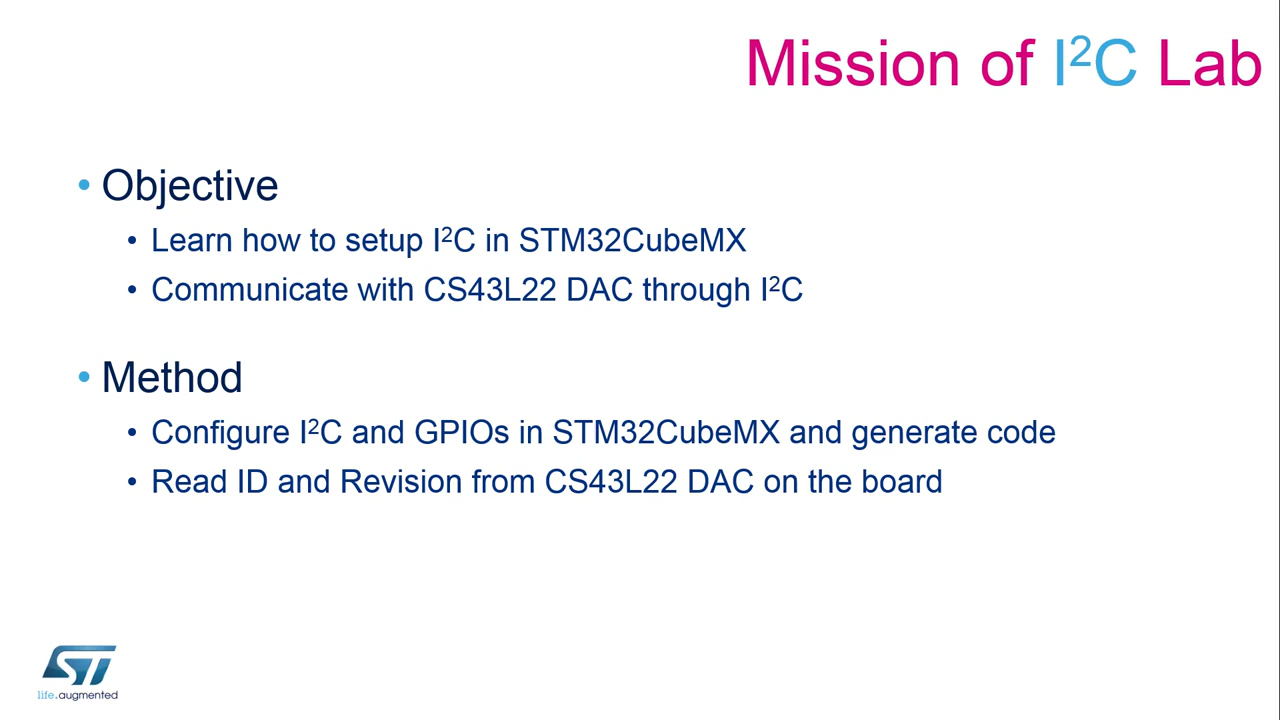 Mission of I²C Lab
• Objective
• Learn how to setup I²C in STM32CubeMX
• Communicate with CS43L22 DAC through I²C
• Method
• Configure I²C and GPIOs in STM32CubeMX and generate code
• Read ID and Revision from CS43L22 DAC on the board
ST
life.augmented